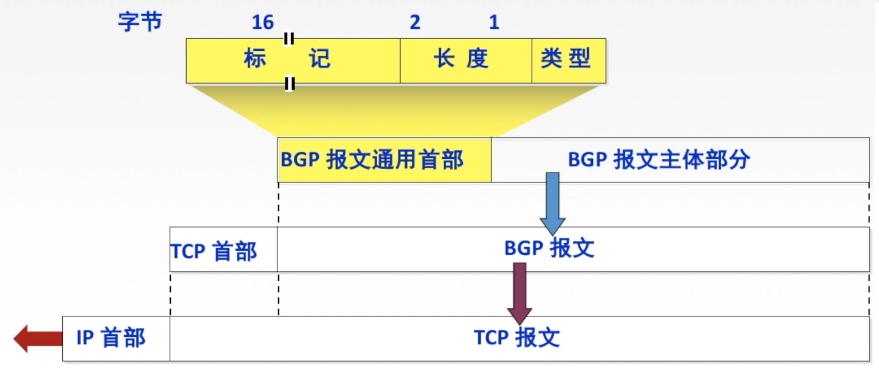 字节 16 2 1
标 记 长 度 类 型
BGP 报文通用首部 BGP 报文主体部分
TCP 首部 BGP 报文
IP 首部 TCP 报文